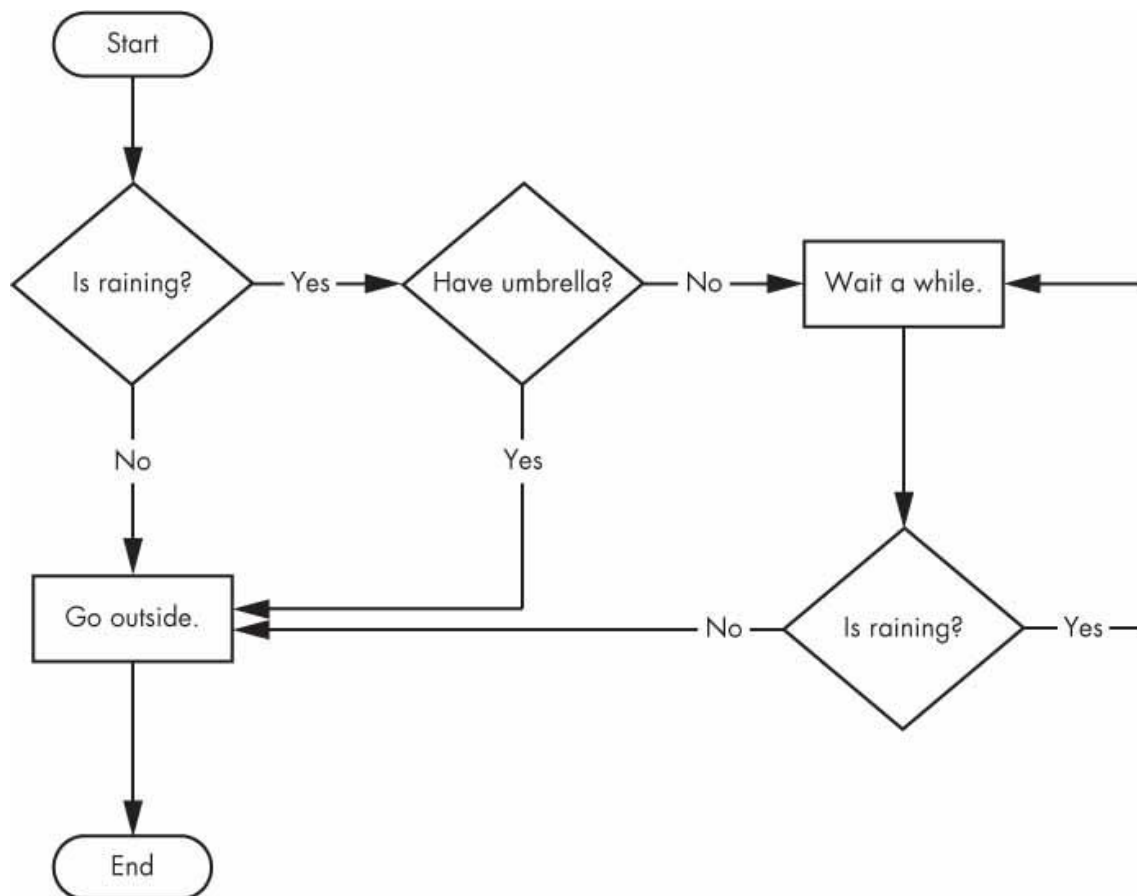 Start
Is raining?
Yes
Have umbrella?
No
Wait a while.
No
Yes
Go outside.
No
Is raining?
Yes
End